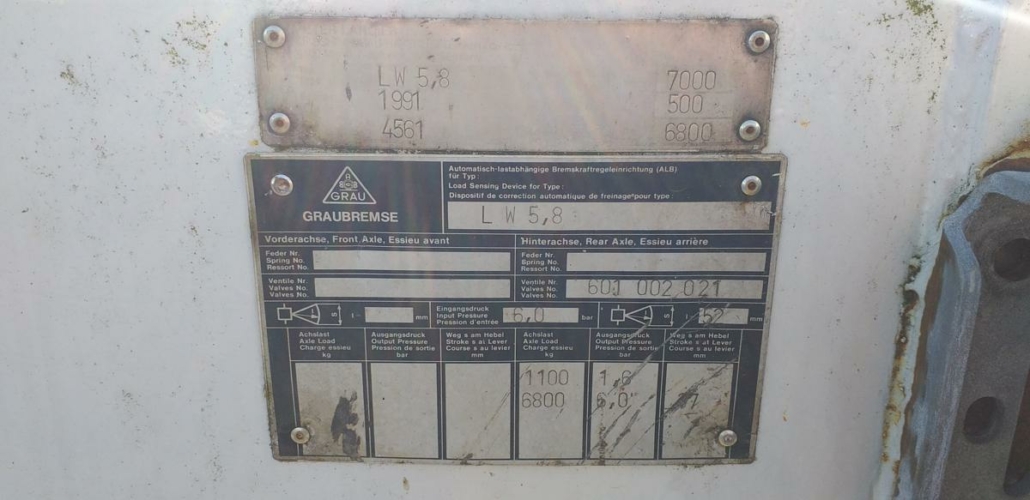 LW 5,8 7000
1991 500
4561 6800
GRAU
GRAUBREMSE
Automatisch-lastabhängige Bremskraftregeleinrichtung (ALB)
für Typ:
Load Sensing Device for Type:
Dispositif de correction automatique de freinage pour type:
LW 5,8
Vorderachse, Front Axle, Essieu avant
Hinterachse, Rear Axle, Essieu arrière
Feder Nr.
Spring No.
Ressort No.
Feder Nr.
Spring No.
Ressort No.
Ventile Nr.
Valves No.
Valves No.
Ventile Nr.
Valves No.
Valves No.
601 002 021
mm
Eingangsdruck
Input Pressure
Pression d'entrée
6,0 bar
52 mm
Achslast
Axle Load
Charge essieu
kg
Ausgangsdruck
Output Pressure
Pression de sortie
bar
Weg s am Hebel
Stroke s at Lever
Course s au levier
mm
Achslast
Axle Load
Charge essieu
kg
Ausgangsdruck
Output Pressure
Pression de sortie
bar
Weg s am Hebel
Stroke s at Lever
Course s au levier
mm
1100 1,6
6800 6,0